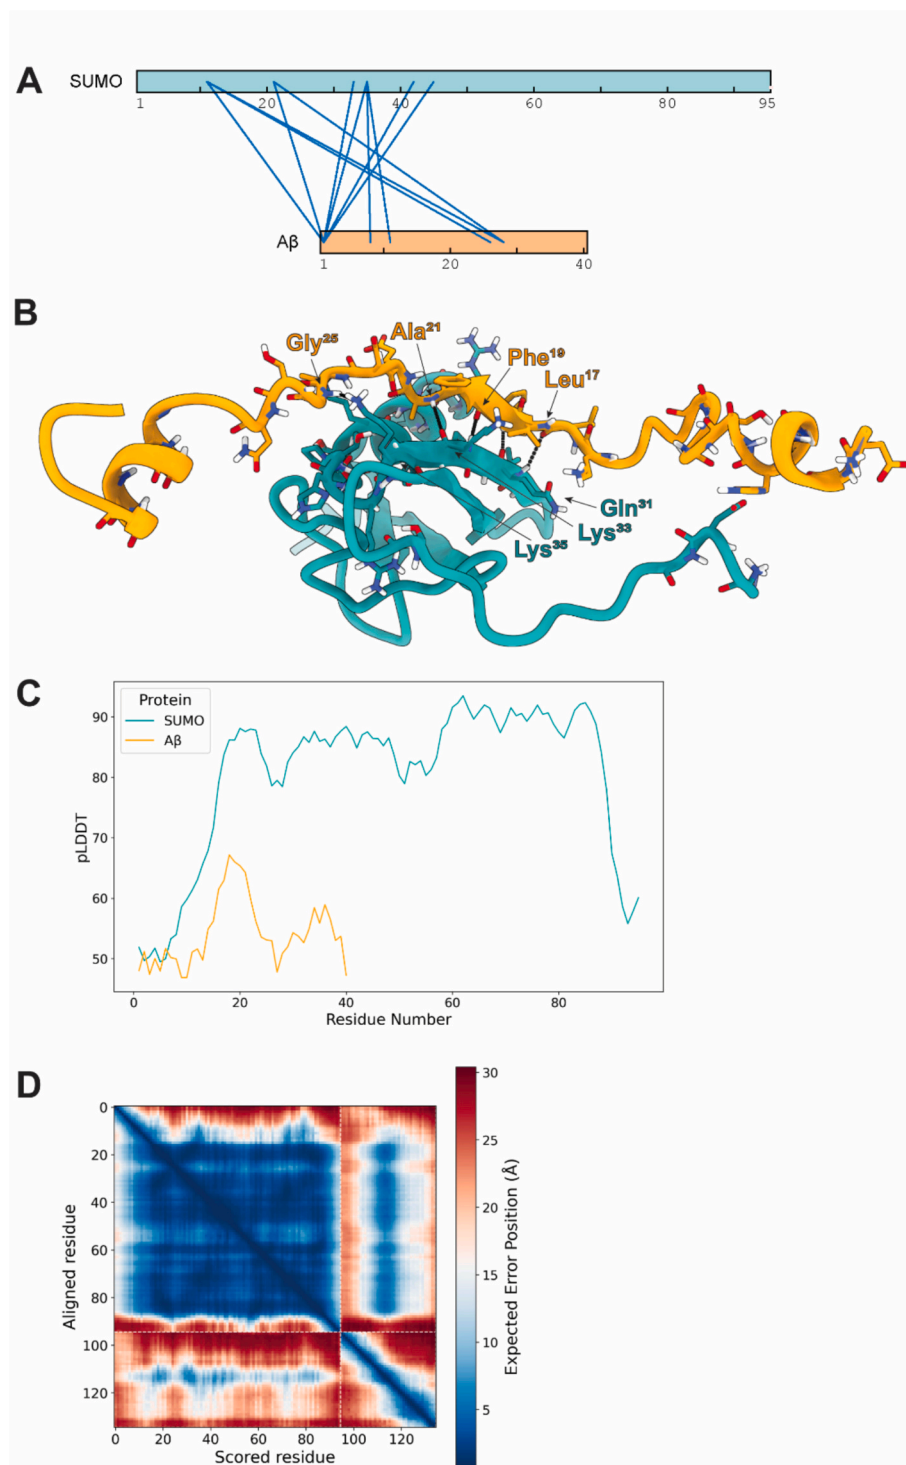 A
SUMO
1 20 40 60 80 95
Aβ
1 20 40
B
Gly²⁵
Ala²¹
Phe¹⁹
Leu¹⁷
Gln³¹
Lys³³
Lys³⁵
C
Protein
SUMO
Aβ
pLDDT
90
80
70
60
50
0 20 40 60 80
Residue Number
D
Aligned residue
0
20
40
60
80
100
120
0 20 40 60 80 100 120
Scored residue
30
25
20
15
10
5
Expected Error Position (Å)